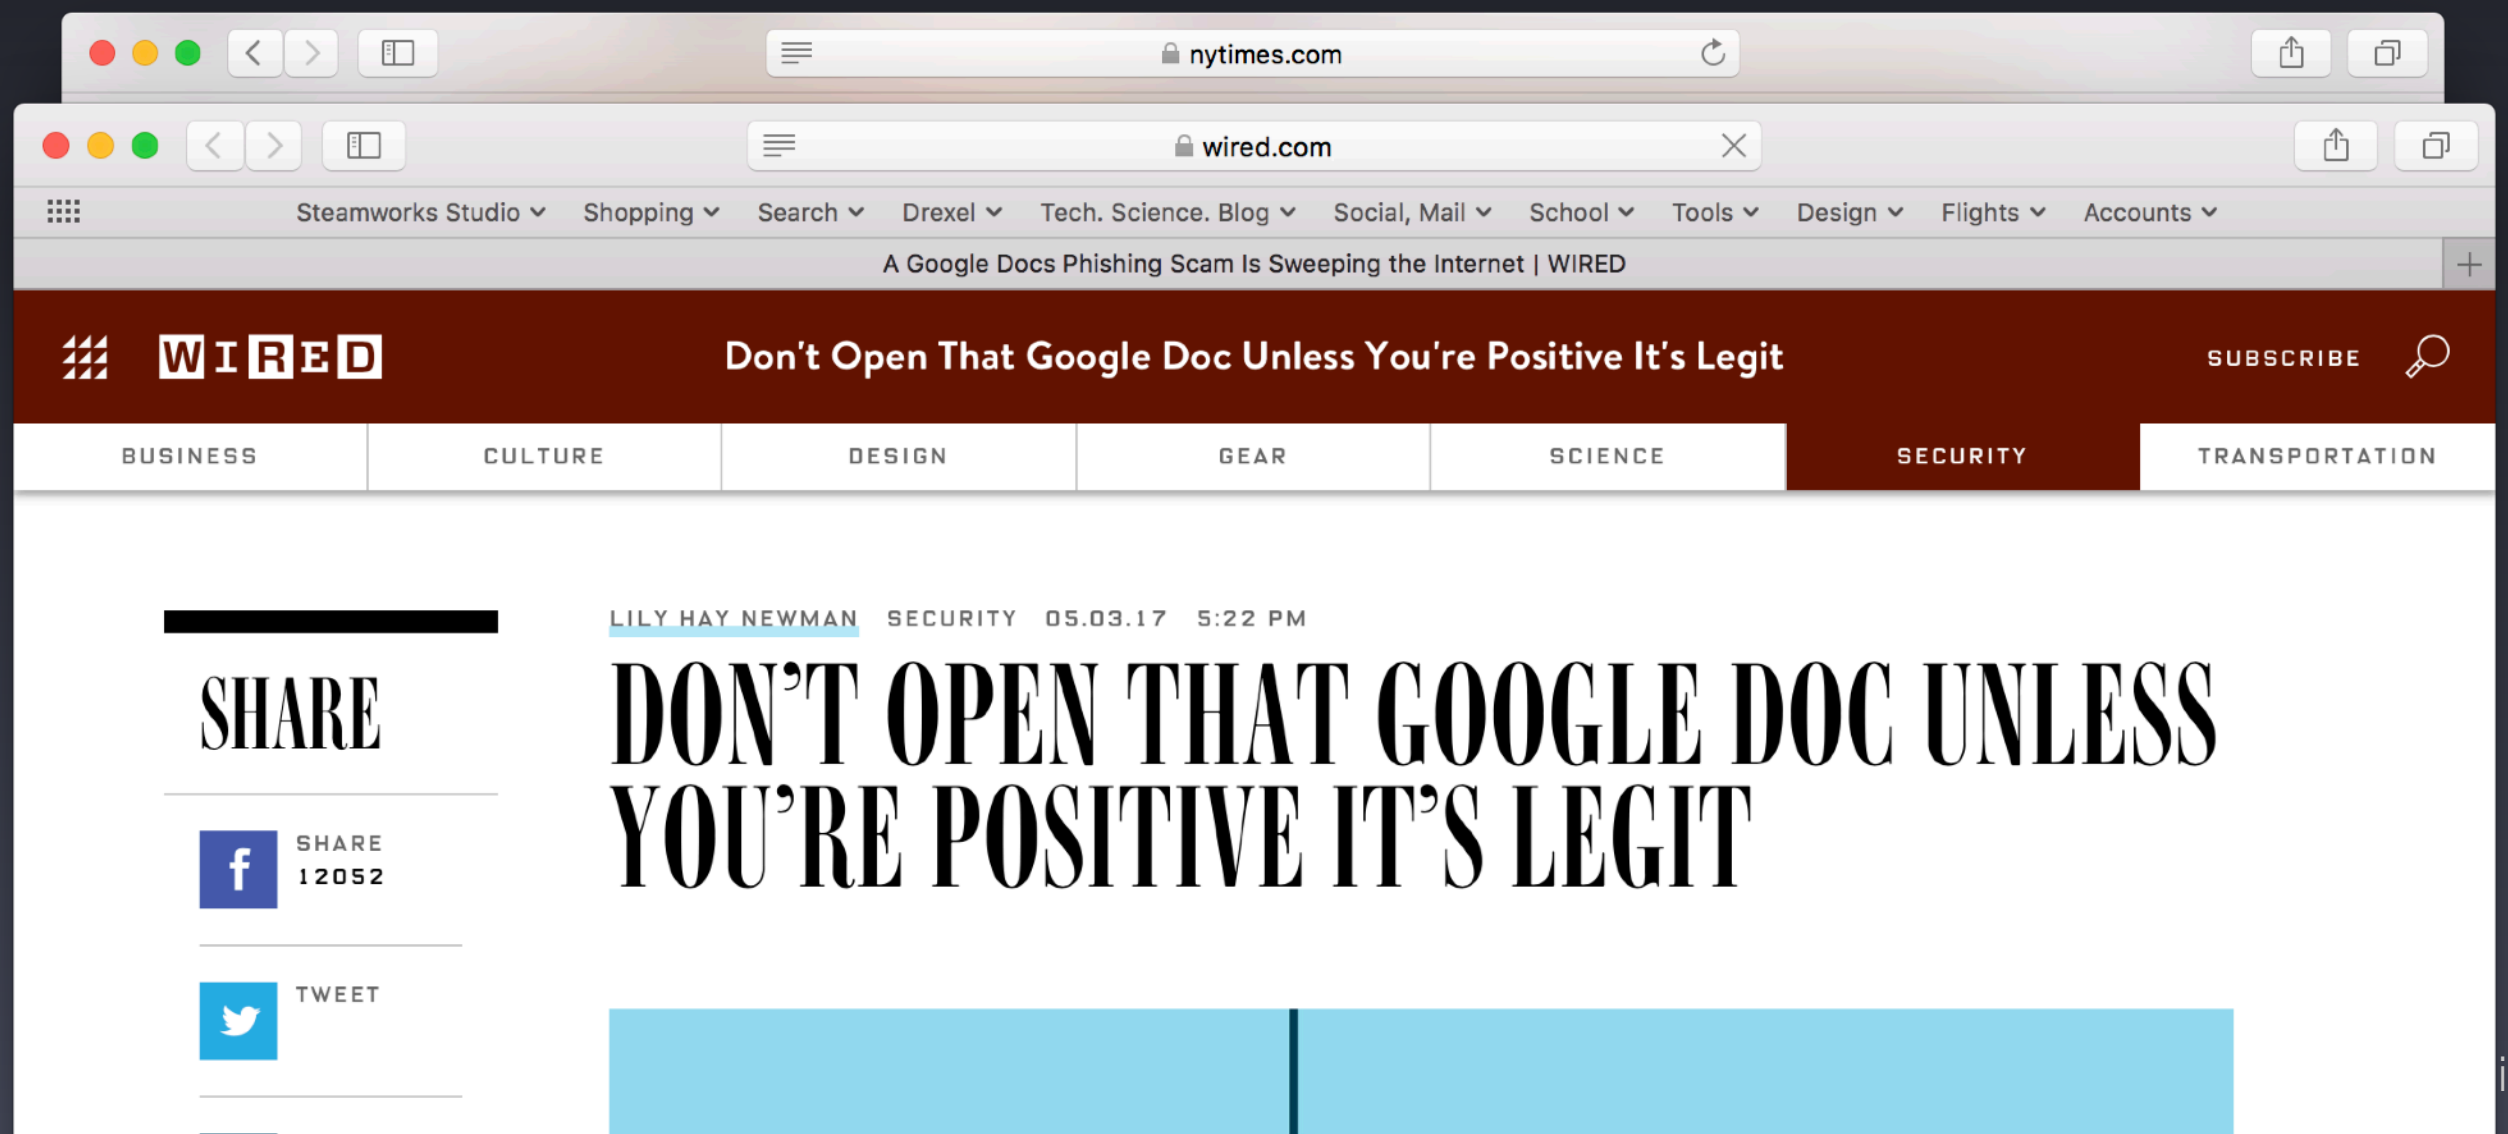 nytimes.com
wired.com
Steamworks Studio Shopping Search Drexel Tech. Science. Blog Social, Mail School Tools Design Flights Accounts
A Google Docs Phishing Scam Is Sweeping the Internet | WIRED
WIRED Don't Open That Google Doc Unless You're Positive It's Legit SUBSCRIBE
BUSINESS CULTURE DESIGN GEAR SCIENCE SECURITY TRANSPORTATION
LILY HAY NEWMAN SECURITY 05.03.17 5:22 PM
DON'T OPEN THAT GOOGLE DOC UNLESS
YOU'RE POSITIVE IT'S LEGIT
SHARE
SHARE
12052
TWEET